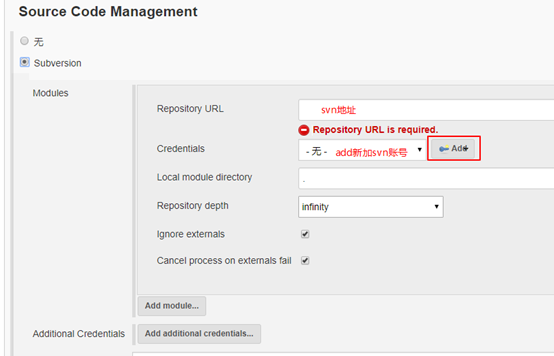 Source Code Management
无
Subversion
Modules
Repository URL
svn地址
Repository URL is required.
Credentials
- 无 - add新加svn账号
Add
Local module directory
.
Repository depth
infinity
Ignore externals
Cancel process on externals fail
Add module...
Additional Credentials
Add additional credentials...